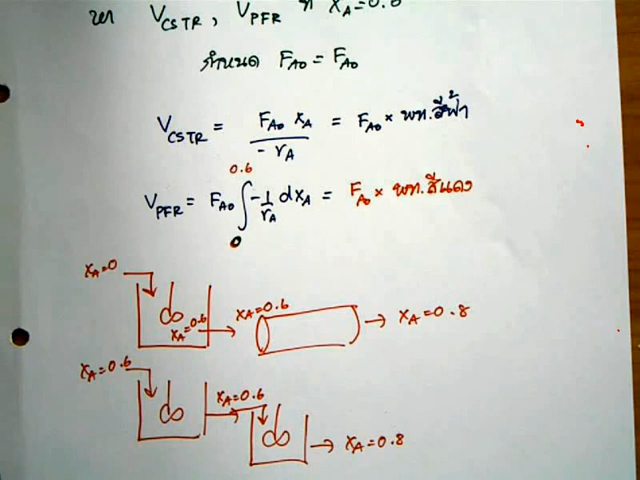 หา V_CSTR, V_PFR ที่ X_A=0.6
กำหนด F_A0 = F_A0
V_CSTR = F_A0 X_A / -r_A = F_A0 × พท.สีฟ้า
V_PFR = F_A0 ∫_0^0.6 -1/r_A dX_A = F_A0 × พท.สีแดง
X_A=0
X_A=0.6 X_A=0.6 → X_A=0.8
X_A=0.6
X_A=0.6
→ X_A=0.8